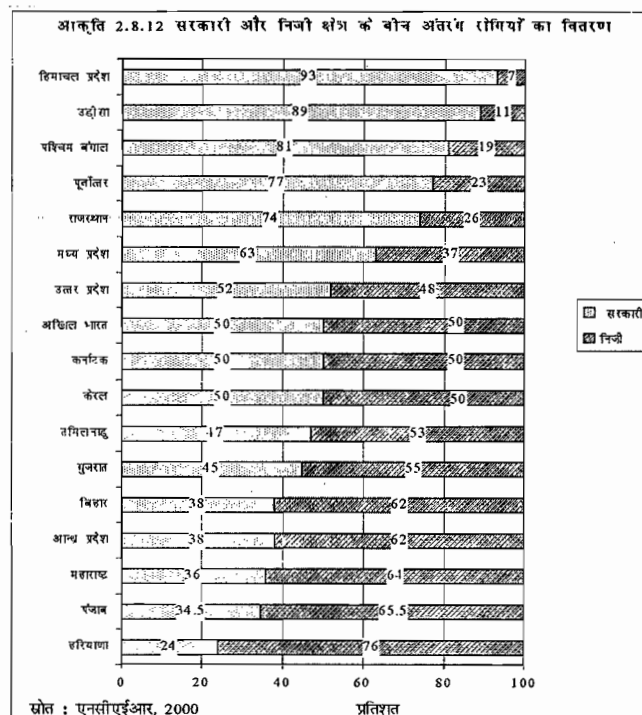 आकृति 2.8.12 सरकारी और निजी क्षेत्र के बीच अंतरंग रोगियों का वितरण
हिमाचल प्रदेश 93 7
उड़ीसा 89 11
पश्चिम बंगाल 81 19
पूर्वोत्तर 77 23
राजस्थान 74 26
मध्य प्रदेश 63 37
उत्तर प्रदेश 52 48
अखिल भारत 50 50
कर्नाटक 50 50
केरल 50 50
तमिलनाडु 47 53
गुजरात 45 55
बिहार 38 62
आन्ध्र प्रदेश 38 62
महाराष्ट 36 64
पंजाब 34.5 65.5
हरियाणा 24 76
सरकारी
निजी
0 20 40 60 80 100
स्रोत : एनसीएईआर, 2000 प्रतिशत